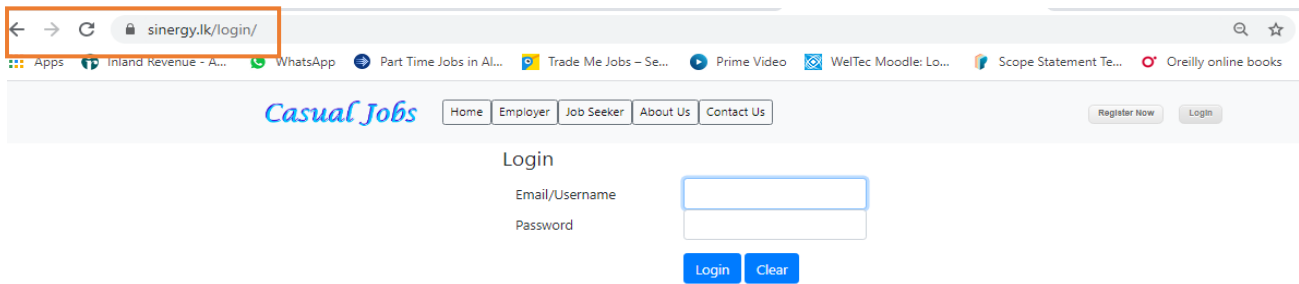 sinergy.lk/login/
Apps Inland Revenue - A... WhatsApp Part Time Jobs in Al... Trade Me Jobs – Se... Prime Video WelTec Moodle: Lo... Scope Statement Te... Oreilly online books
Casual Jobs Home Employer Job Seeker About Us Contact Us Register Now Login
Login
Email/Username
Password
Login Clear